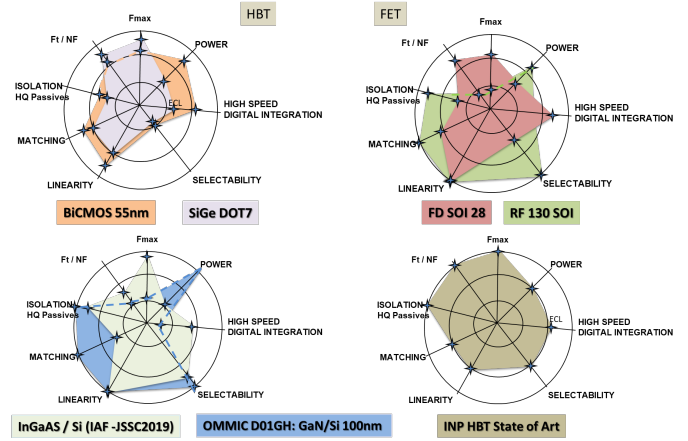 HBT
Fmax
Ft / NF
POWER
ISOLATION
HQ Passives
ECL
HIGH SPEED
DIGITAL INTEGRATION
MATCHING
LINEARITY
SELECTABILITY
BiCMOS 55nm
SiGe DOT7
FET
Fmax
Ft / NF
POWER
ISOLATION
HQ Passives
HIGH SPEED
DIGITAL INTEGRATION
MATCHING
LINEARITY
SELECTABILITY
FD SOI 28
RF 130 SOI
Fmax
Ft / NF
POWER
ISOLATION
HQ Passives
HIGH SPEED
DIGITAL INTEGRATION
MATCHING
LINEARITY
SELECTABILITY
InGaAS / Si (IAF -JSSC2019)
OMMIC D01GH: GaN/Si 100nm
Fmax
Ft / NF
POWER
ISOLATION
HQ Passives
ECL
HIGH SPEED
DIGITAL INTEGRATION
MATCHING
LINEARITY
SELECTABILITY
INP HBT State of Art